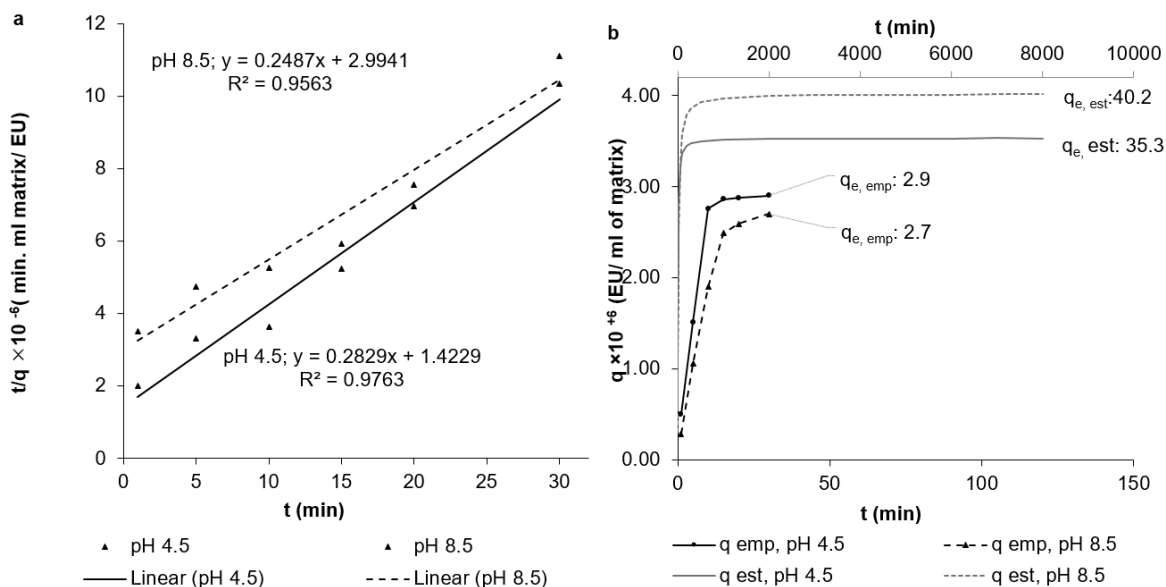 a
12
10
8
6
4
2
0
t/q ×10 -6( min. ml matrix/ EU)
pH 8.5; y = 0.2487x + 2.9941
R² = 0.9563
pH 4.5; y = 0.2829x + 1.4229
R² = 0.9763
0 5 10 15 20 25 30
t (min)
pH 4.5 pH 8.5
Linear (pH 4.5) Linear (pH 8.5)
b
t (min)
0 2000 4000 6000 8000 10000
4.00
3.00
2.00
1.00
0.00
q×10 +6 (EU/ ml of matrix)
qe, est:40.2
qe, est: 35.3
qe, emp: 2.9
qe, emp: 2.7
0 50 100 150
t (min)
q emp, pH 4.5 q emp, pH 8.5
q est, pH 4.5 q est, pH 8.5